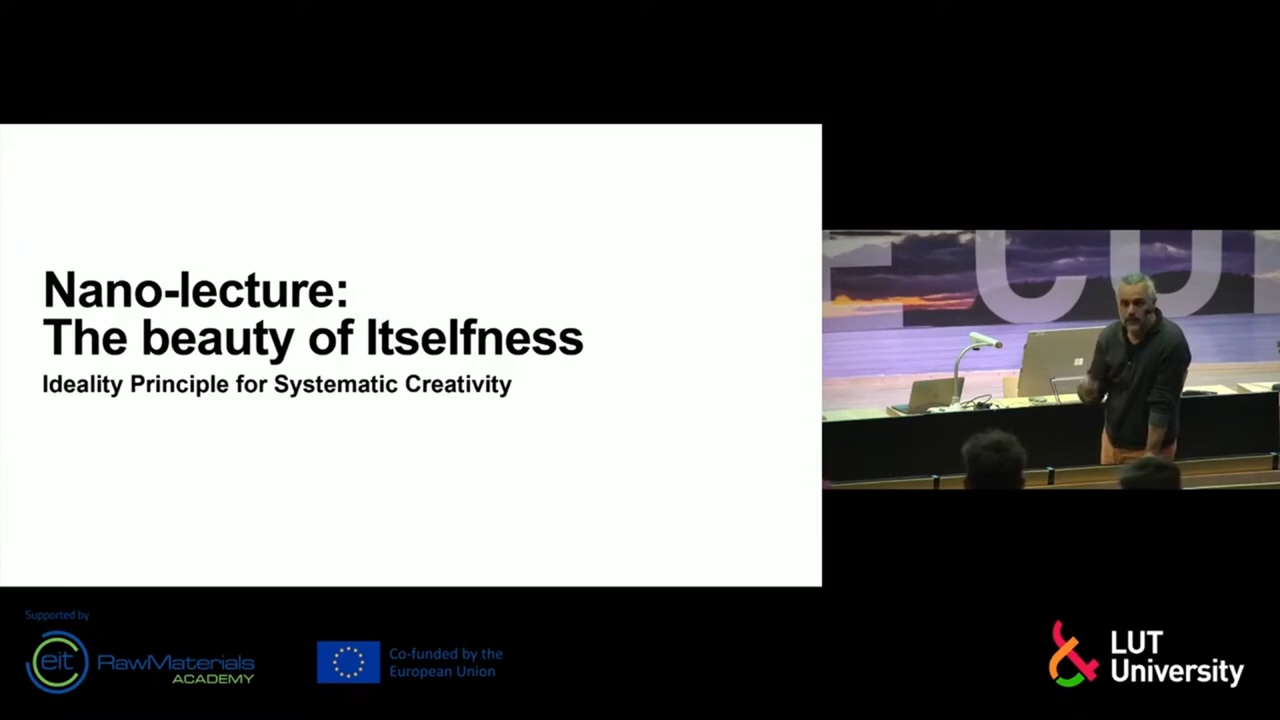 Nano-lecture:
The beauty of Itselfness
Ideality Principle for Systematic Creativity
Supported by
eit RawMaterials
ACADEMY
Co-funded by the
European Union
LUT
University